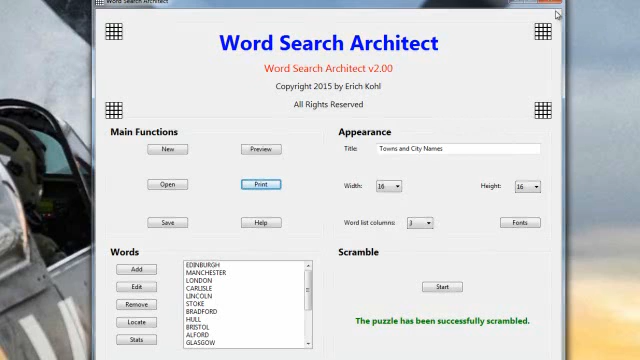 Word Search Architect
Word Search Architect
Word Search Architect v2.00
Copyright 2015 by Erich Kohl
All Rights Reserved
Main Functions
New
Preview
Open
Print
Save
Help
Appearance
Title:
Towns and City Names
Width:
16
Height:
16
Word list columns:
3
Fonts
Words
Add
Edit
Remove
Locate
Stats
EDINBURGH
MANCHESTER
LONDON
CARLISLE
LINCOLN
STOKE
BRADFORD
HULL
BRISTOL
ALFORD
GLASGOW
Scramble
Start
The puzzle has been successfully scrambled.